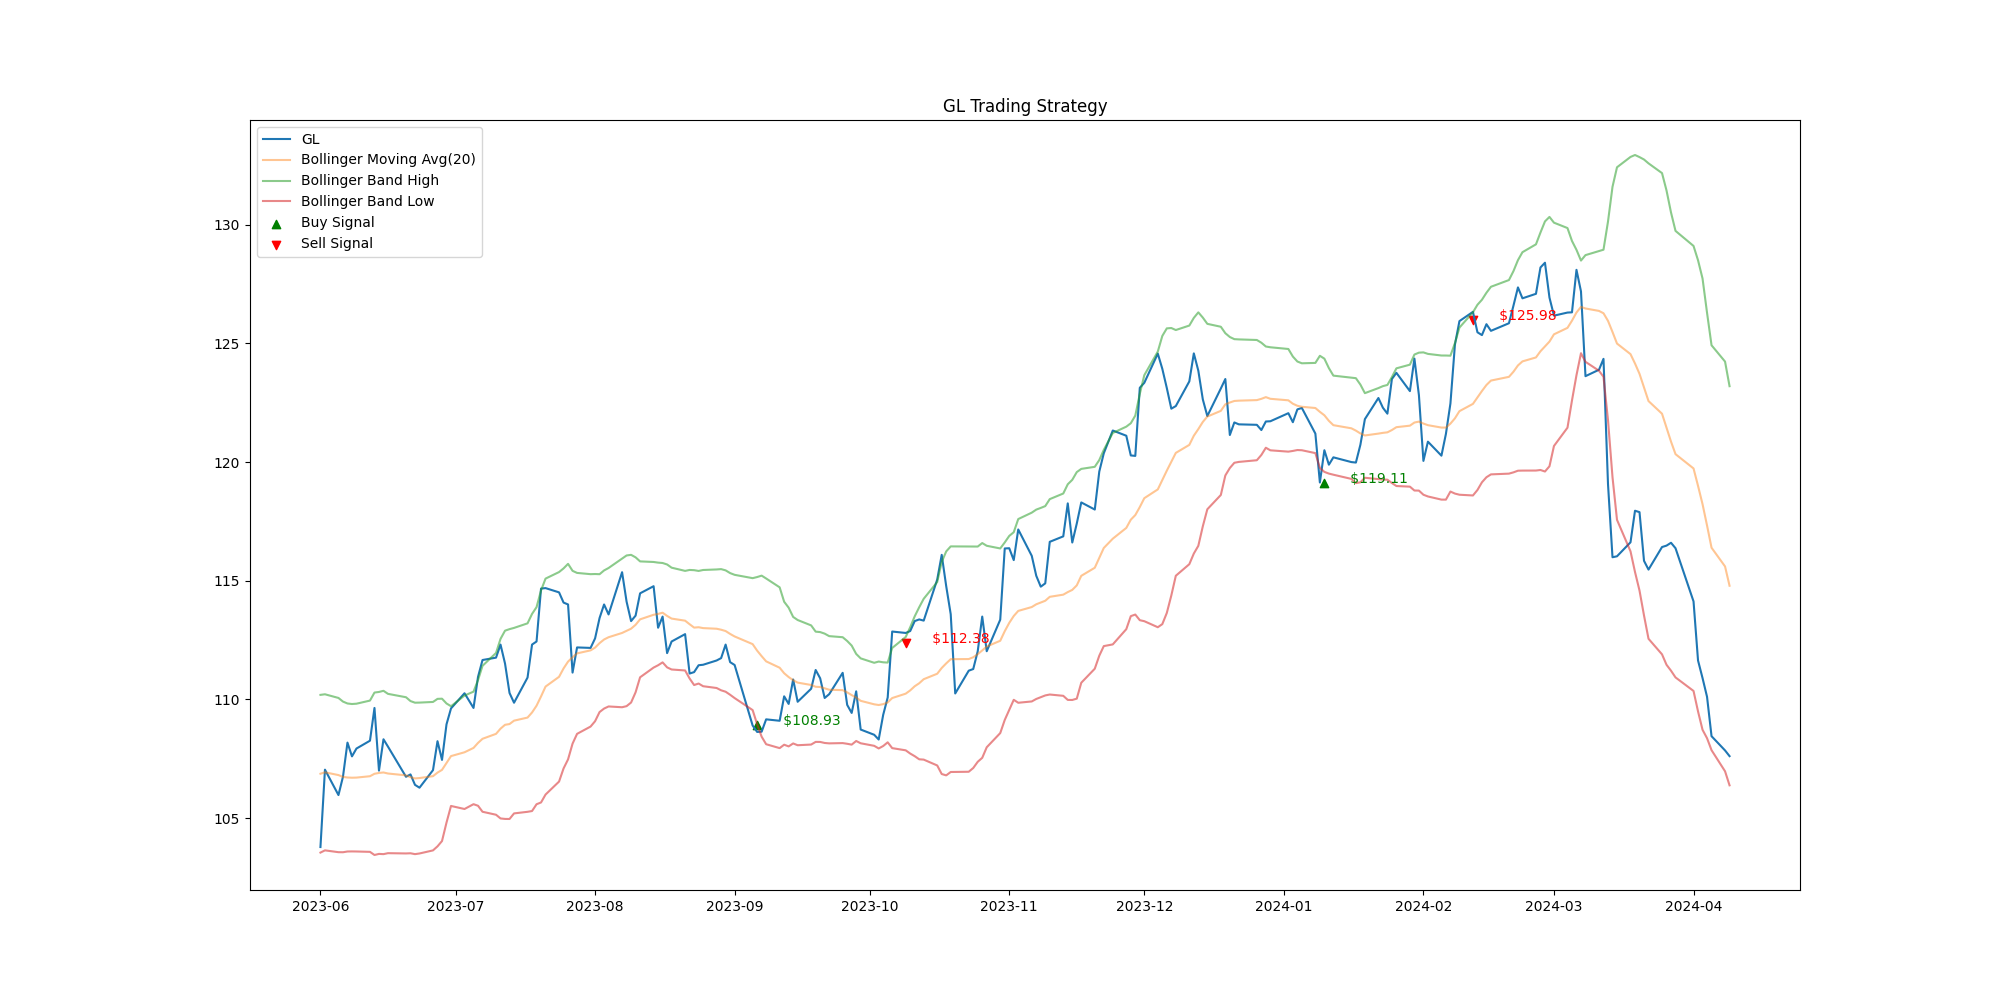 GL Trading Strategy
GL
Bollinger Moving Avg(20)
Bollinger Band High
Bollinger Band Low
Buy Signal
Sell Signal
130
125
120
115
110
105
$125.98
$119.11
$112.38
$108.93
2023-06 2023-07 2023-08 2023-09 2023-10 2023-11 2023-12 2024-01 2024-02 2024-03 2024-04